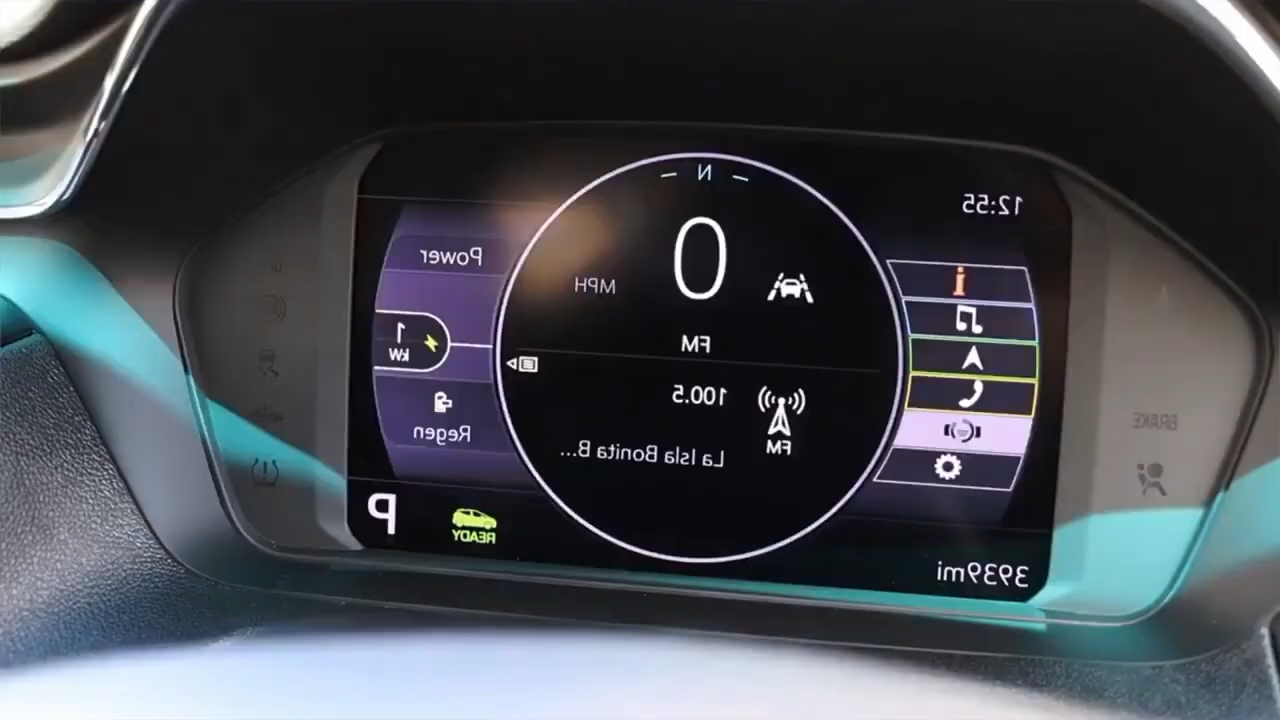 12:55
N
0
MPH
FM
100.5
FM
La Isla Bonita B...
Power
1
kW
Regen
3939mi
READY
P
BRAKE